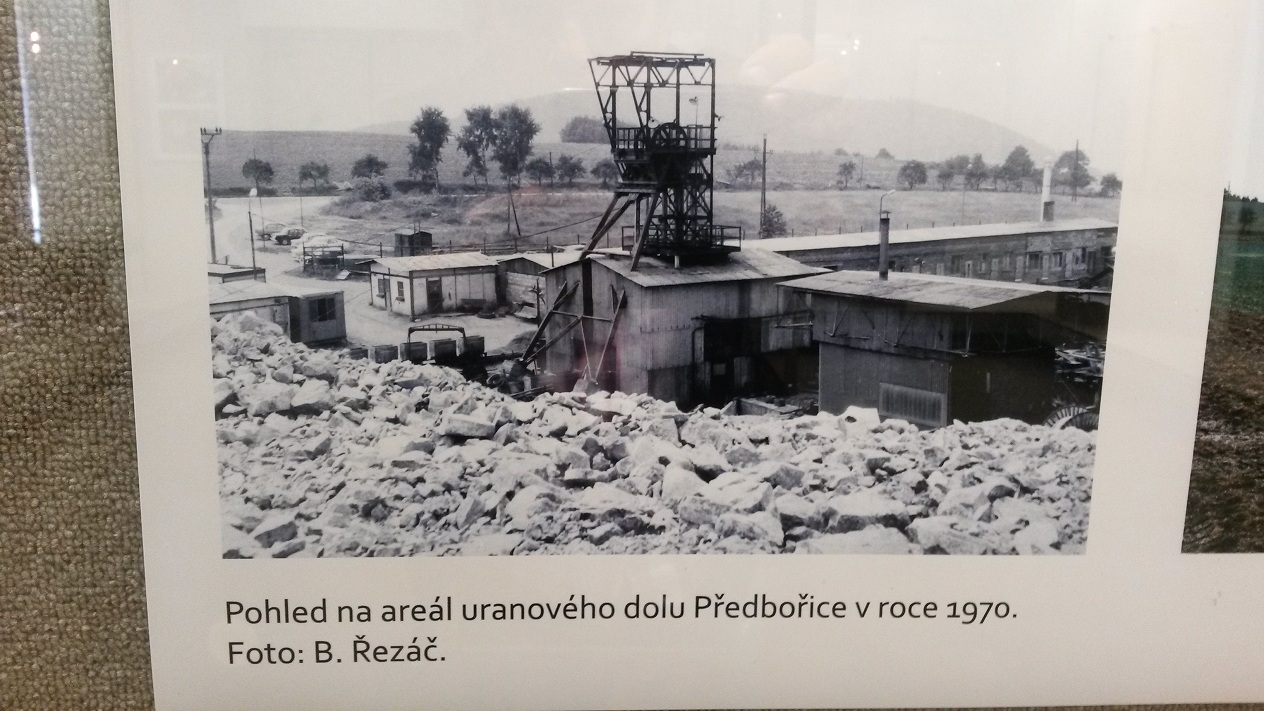 Pohled na areál uranového dolu Předbořice v roce 1970.
Foto: B. Řezáč.